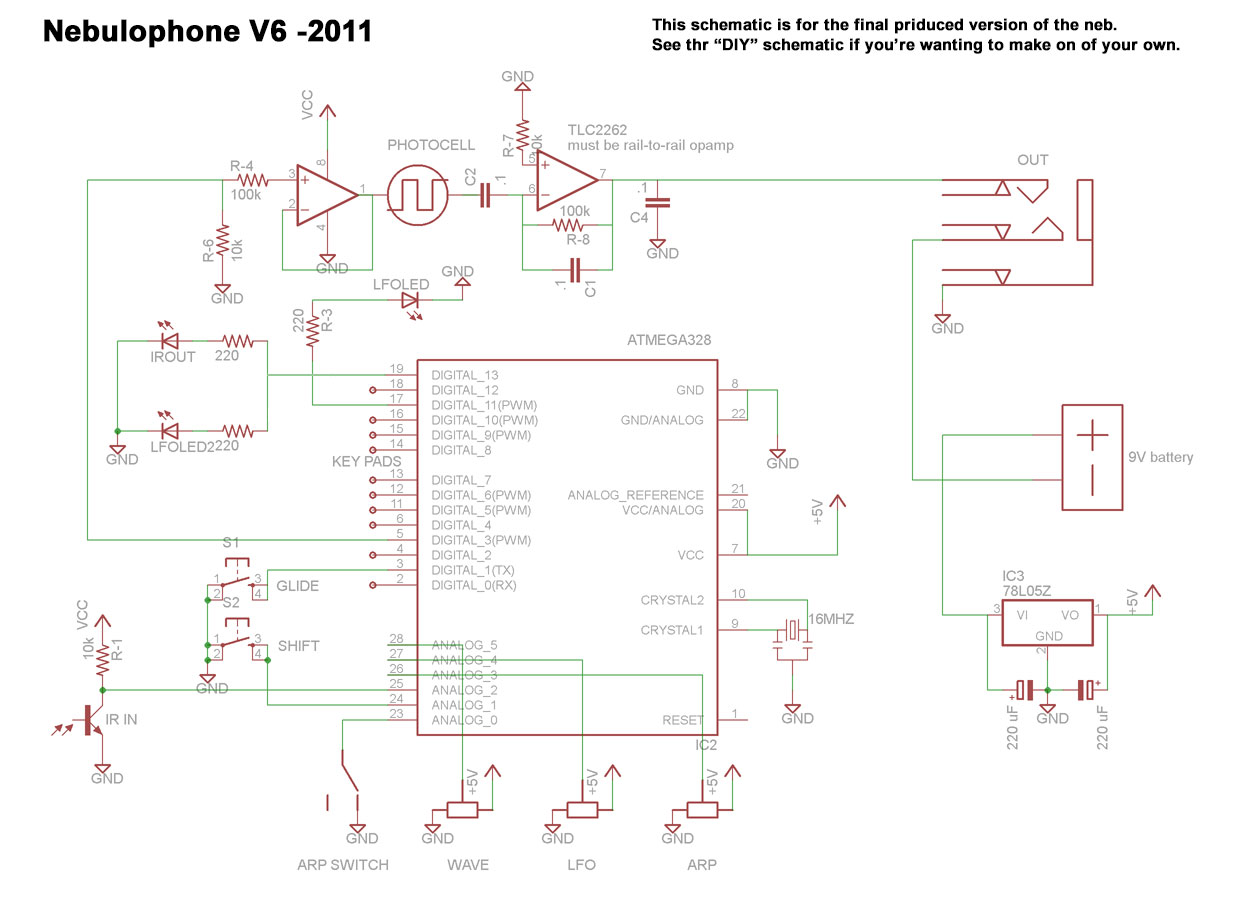 Nebulophone V6 -2011
This schematic is for the final priduced version of the neb.
See thr “DIY” schematic if you’re wanting to make on of your own.
GND
VCC
PHOTOCELL
R-7
0k
TLC2262
must be rail-to-rail opamp
OUT
R-4
100k
3
8
1
2
4
+
−
C2
.1
5
6
7
+
−
.1
C4
GND
100k
R-8
R-6
10k
GND
GND
.1
C1
LFOLED
GND
GND
220
R-3
IROUT
220
LFOLED2
220
GND
ATMEGA328
19 DIGITAL_13
18 DIGITAL_12
17 DIGITAL_11(PWM)
16 DIGITAL_10(PWM)
15 DIGITAL_9(PWM)
14 DIGITAL_8
KEY PADS
13 DIGITAL_7
12 DIGITAL_6(PWM)
11 DIGITAL_5(PWM)
6 DIGITAL_4
5 DIGITAL_3(PWM)
4 DIGITAL_2
3 DIGITAL_1(TX)
2 DIGITAL_0(RX)
28 ANALOG_5
27 ANALOG_4
26 ANALOG_3
25 ANALOG_2
24 ANALOG_1
23 ANALOG_0
GND 8
GND/ANALOG 22
GND
ANALOG_REFERENCE 21
VCC/ANALOG 20
VCC 7
+5V
CRYSTAL2 10
CRYSTAL1 9
16MHZ
GND
RESET 1
IC2
9V battery
+
−
IC3
78L05Z
3 VI VO 1
GND
2
+5V
+
+
220 uF
GND
220 uF
S1
1 3
2 4
GLIDE
S2
1 3
2 4
SHIFT
GND
VCC
10k
R-1
IR IN
GND
+5V
+5V
+5V
GND
GND
GND
GND
ARP SWITCH
WAVE
LFO
ARP